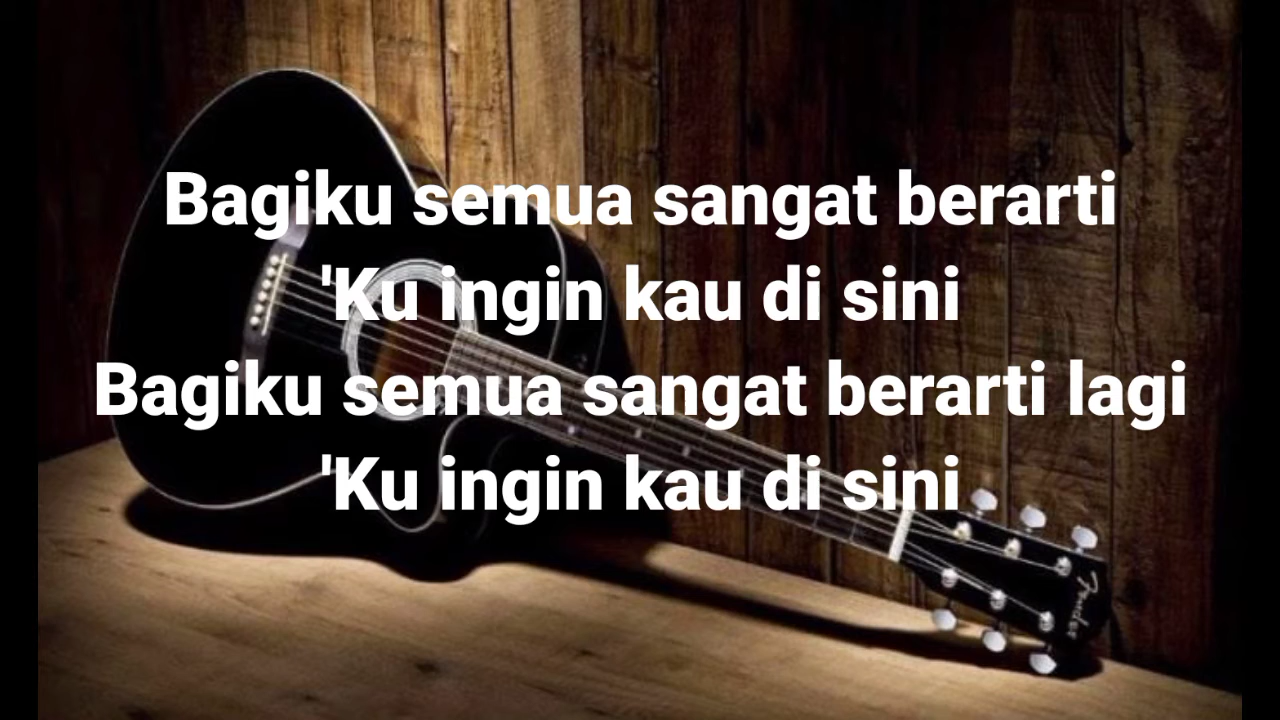 Bagiku semua sangat berarti
'Ku ingin kau di sini
Bagiku semua sangat berarti lagi
'Ku ingin kau di sini
Fender